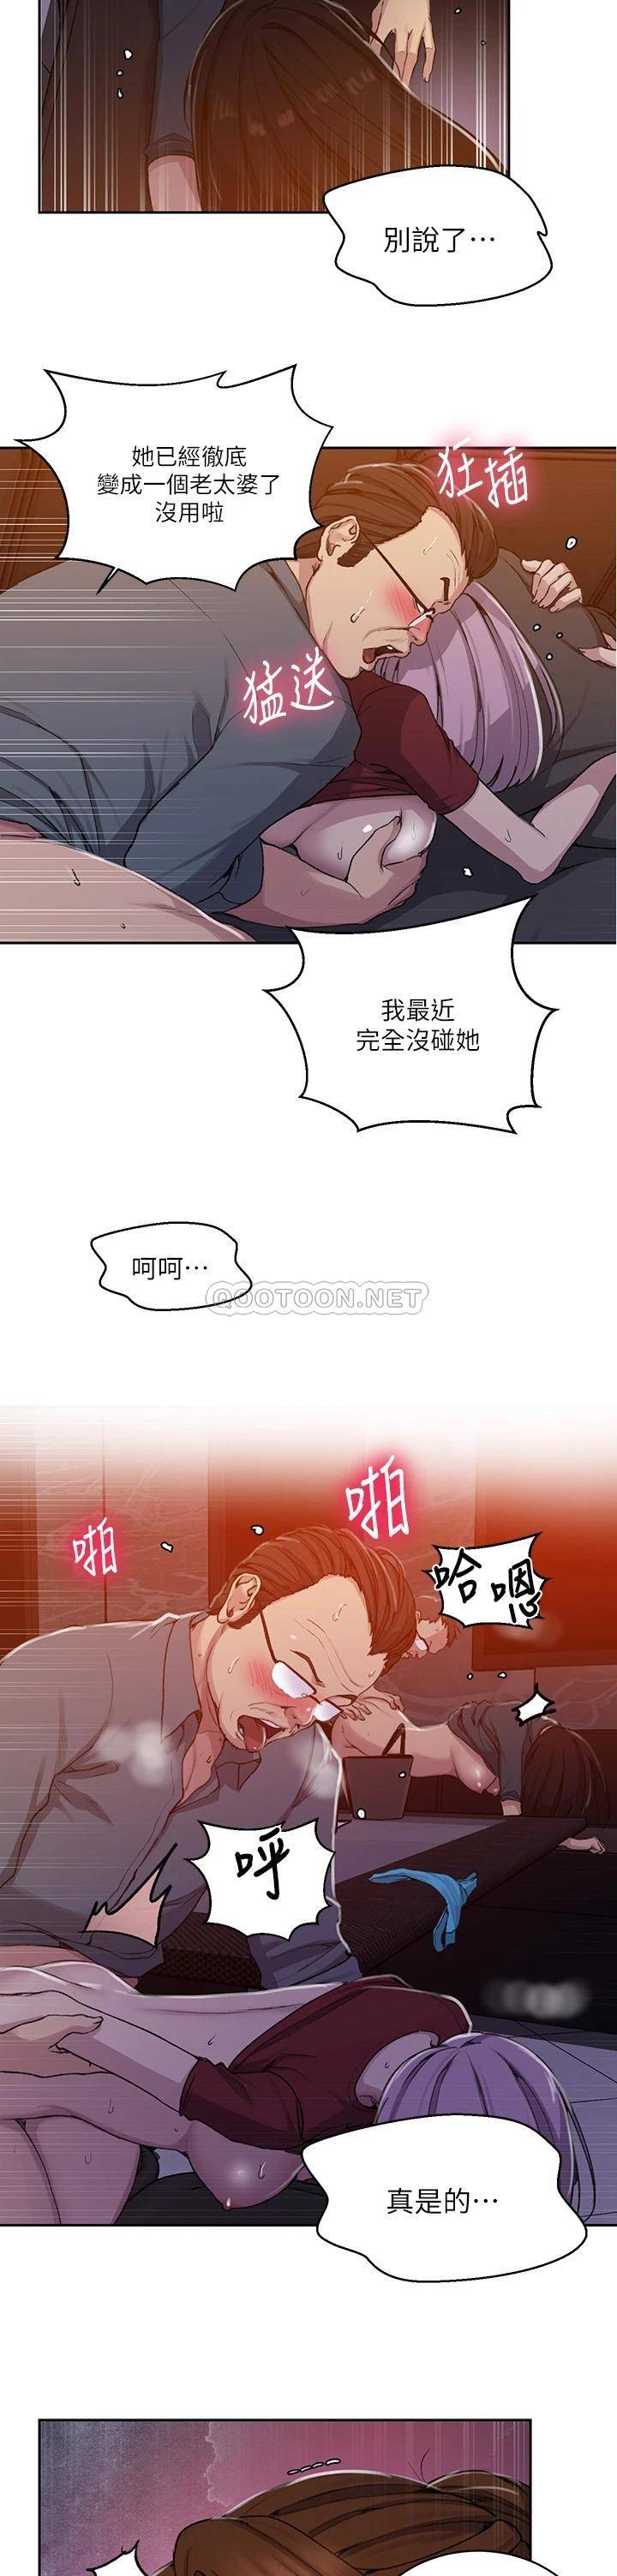 別說了…
她已經徹底
變成一個老太婆了
沒用啦
狂插
猛送
我最近
完全沒碰她
呵呵…
QOOTOON.NET
啪
啪
哈嗯
呼
真是的…